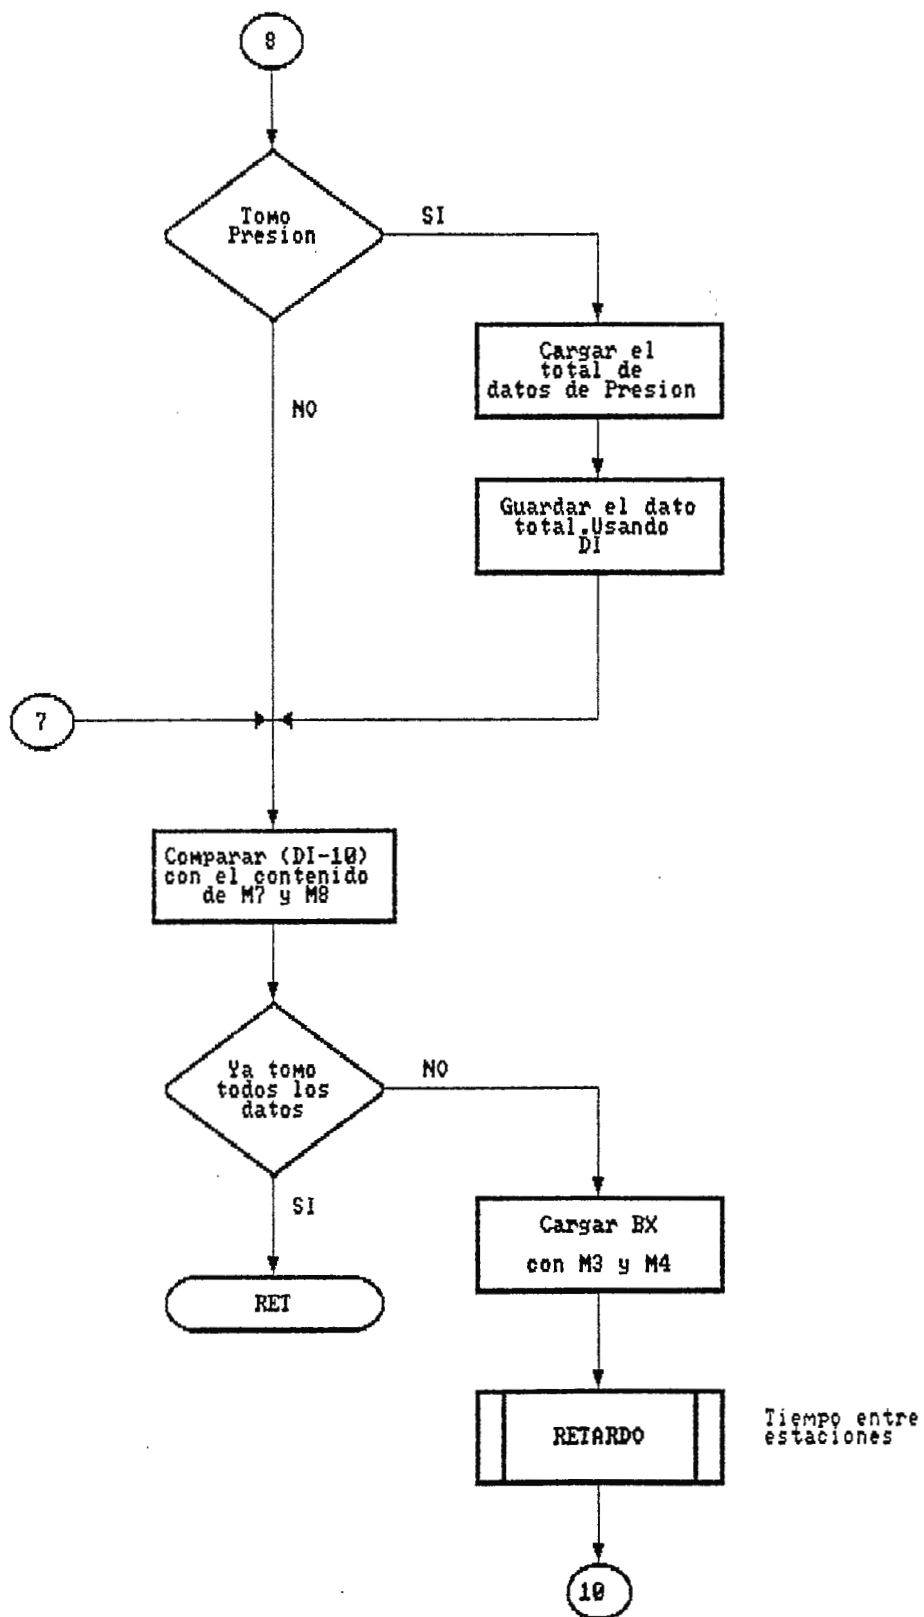 8
Tomo
Presion
SI
Cargar el
total de
datos de Presion
NO
Guardar el dato
total.Usando
DI
7
Comparar (DI-10)
con el contenido
de M7 y M8
Ya tomo
todos los
datos
NO
SI
Cargar BX
con M3 y M4
RET
RETARDO
Tiempo entre
estaciones
10